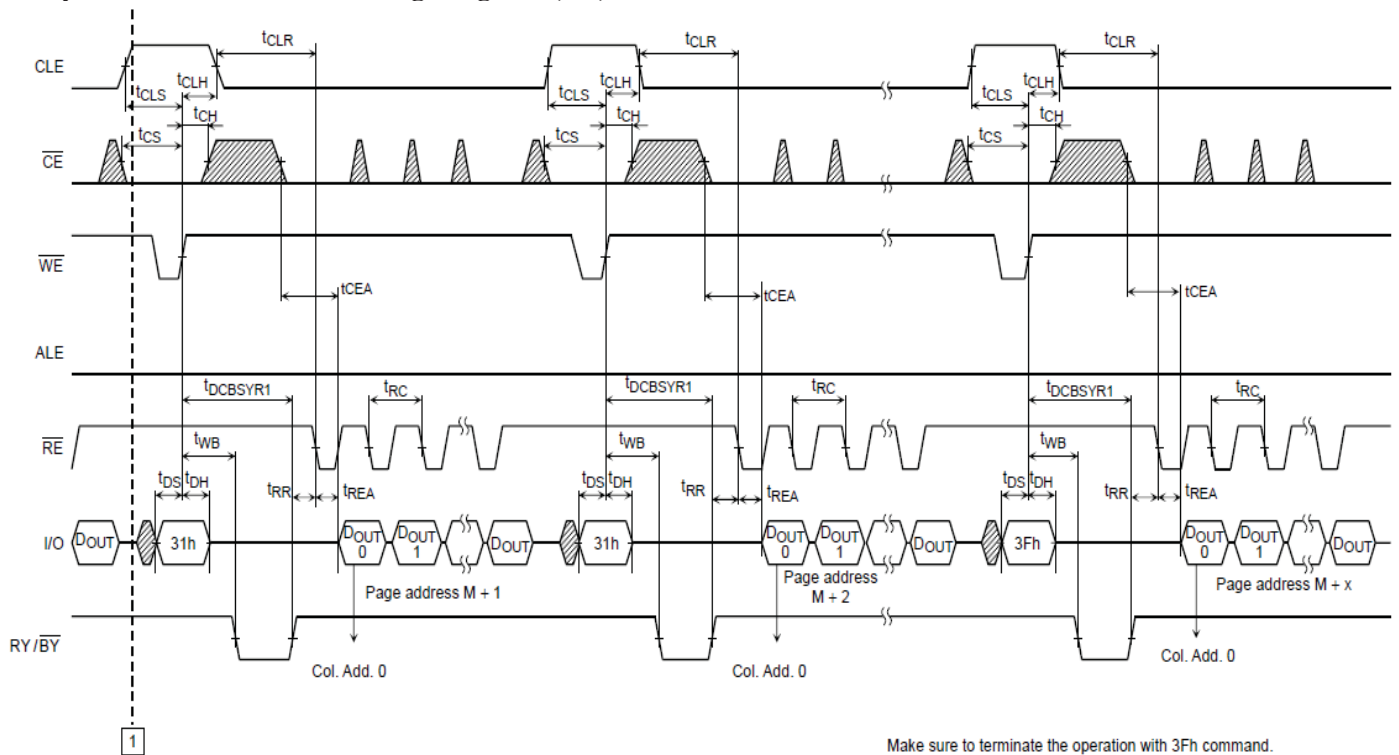 tCLR tCLR tCLR
CLE
tCLH tCLH tCLH
tCLS tCLS tCLS
tCH tCH tCH
tCS tCS tCS
CE
WE
tCEA tCEA tCEA
ALE
tDCBSYR1 tRC tDCBSYR1 tRC tDCBSYR1 tRC
RE
tWB tWB tWB
tDS tDH tRR tREA tDS tDH tRR tREA tDS tDH tRR tREA
I/O DOUT 31h DOUT 0 DOUT 1 DOUT 31h DOUT 0 DOUT 1 DOUT 3Fh DOUT 0 DOUT 1 DOUT
Page address M + 1
Page address
M + 2
Page address M + x
RY/BY
Col. Add. 0 Col. Add. 0 Col. Add. 0
1
Make sure to terminate the operation with 3Fh command.